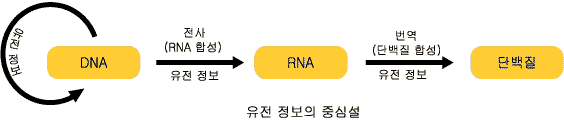 유전 정보
DNA
전사
(RNA 합성)
유전 정보
RNA
번역
(단백질 합성)
유전 정보
단백질
유전 정보의 중심설